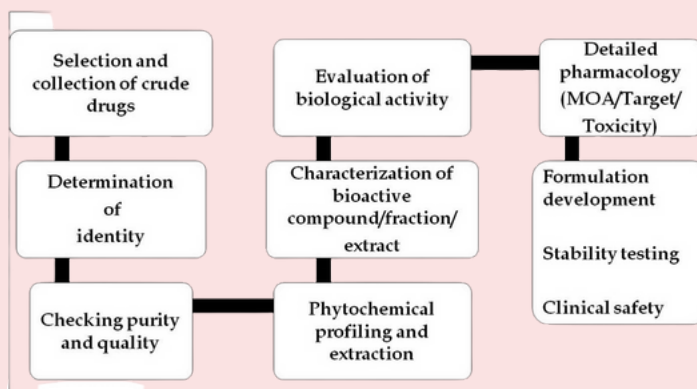 Selection and
collection of crude
drugs
Determination
of
identity
Checking purity
and quality
Phytochemical
profiling and
extraction
Characterization of
bioactive
compound/fraction/
extract
Evaluation of
biological activity
Detailed
pharmacology
(MOA/Target/
Toxicity)
Formulation
development
Stability testing
Clinical safety